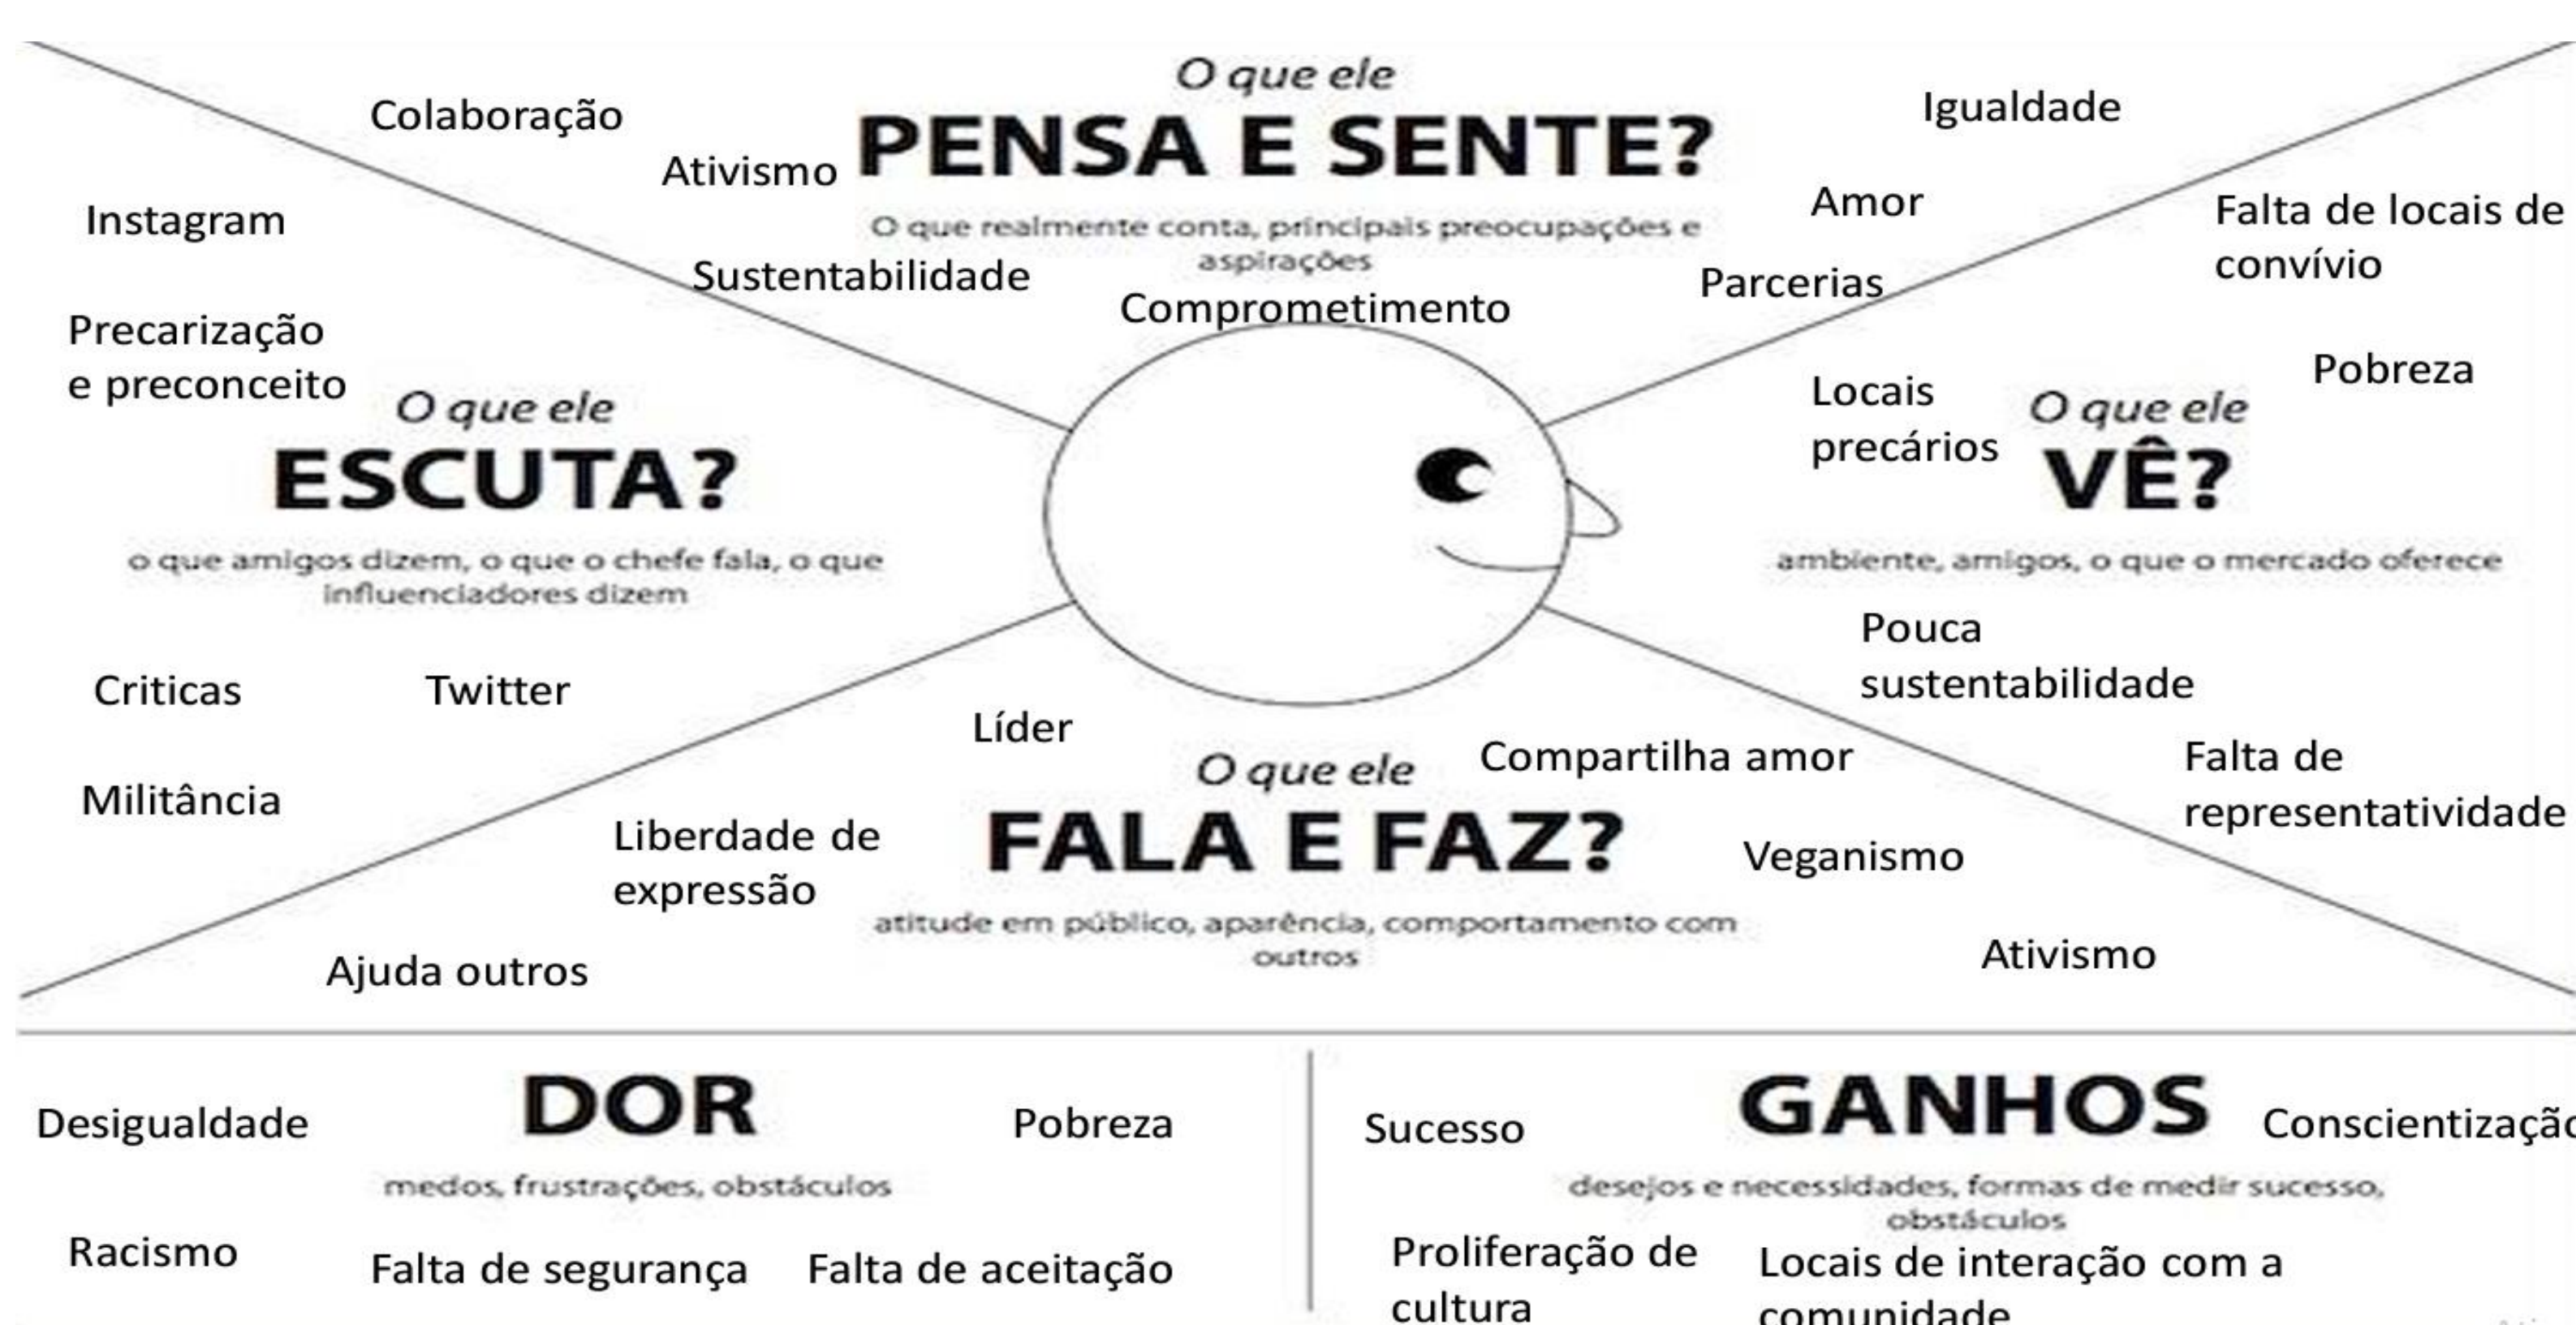 O que ele
PENSA E SENTE?
O que realmente conta, principais preocupações e
aspirações
Colaboração
Ativismo
Sustentabilidade
Comprometimento
Igualdade
Amor
Parcerias
Instagram
Precarização
e preconceito
O que ele
ESCUTA?
o que amigos dizem, o que o chefe fala, o que
influenciadores dizem
Criticas
Twitter
Militância
Falta de locais de
convívio
Pobreza
Locais
precários
O que ele
VÊ?
ambiente, amigos, o que o mercado oferece
Pouca
sustentabilidade
Falta de
representatividade
Líder
O que ele
FALA E FAZ?
atitude em público, aparência, comportamento com
outros
Compartilha amor
Liberdade de
expressão
Veganismo
Ajuda outros
Ativismo
DOR
medos, frustrações, obstáculos
Desigualdade
Pobreza
Racismo
Falta de segurança
Falta de aceitação
GANHOS
desejos e necessidades, formas de medir sucesso,
obstáculos
Sucesso
Conscientização
Proliferação de
cultura
Locais de interação com a
comunidade